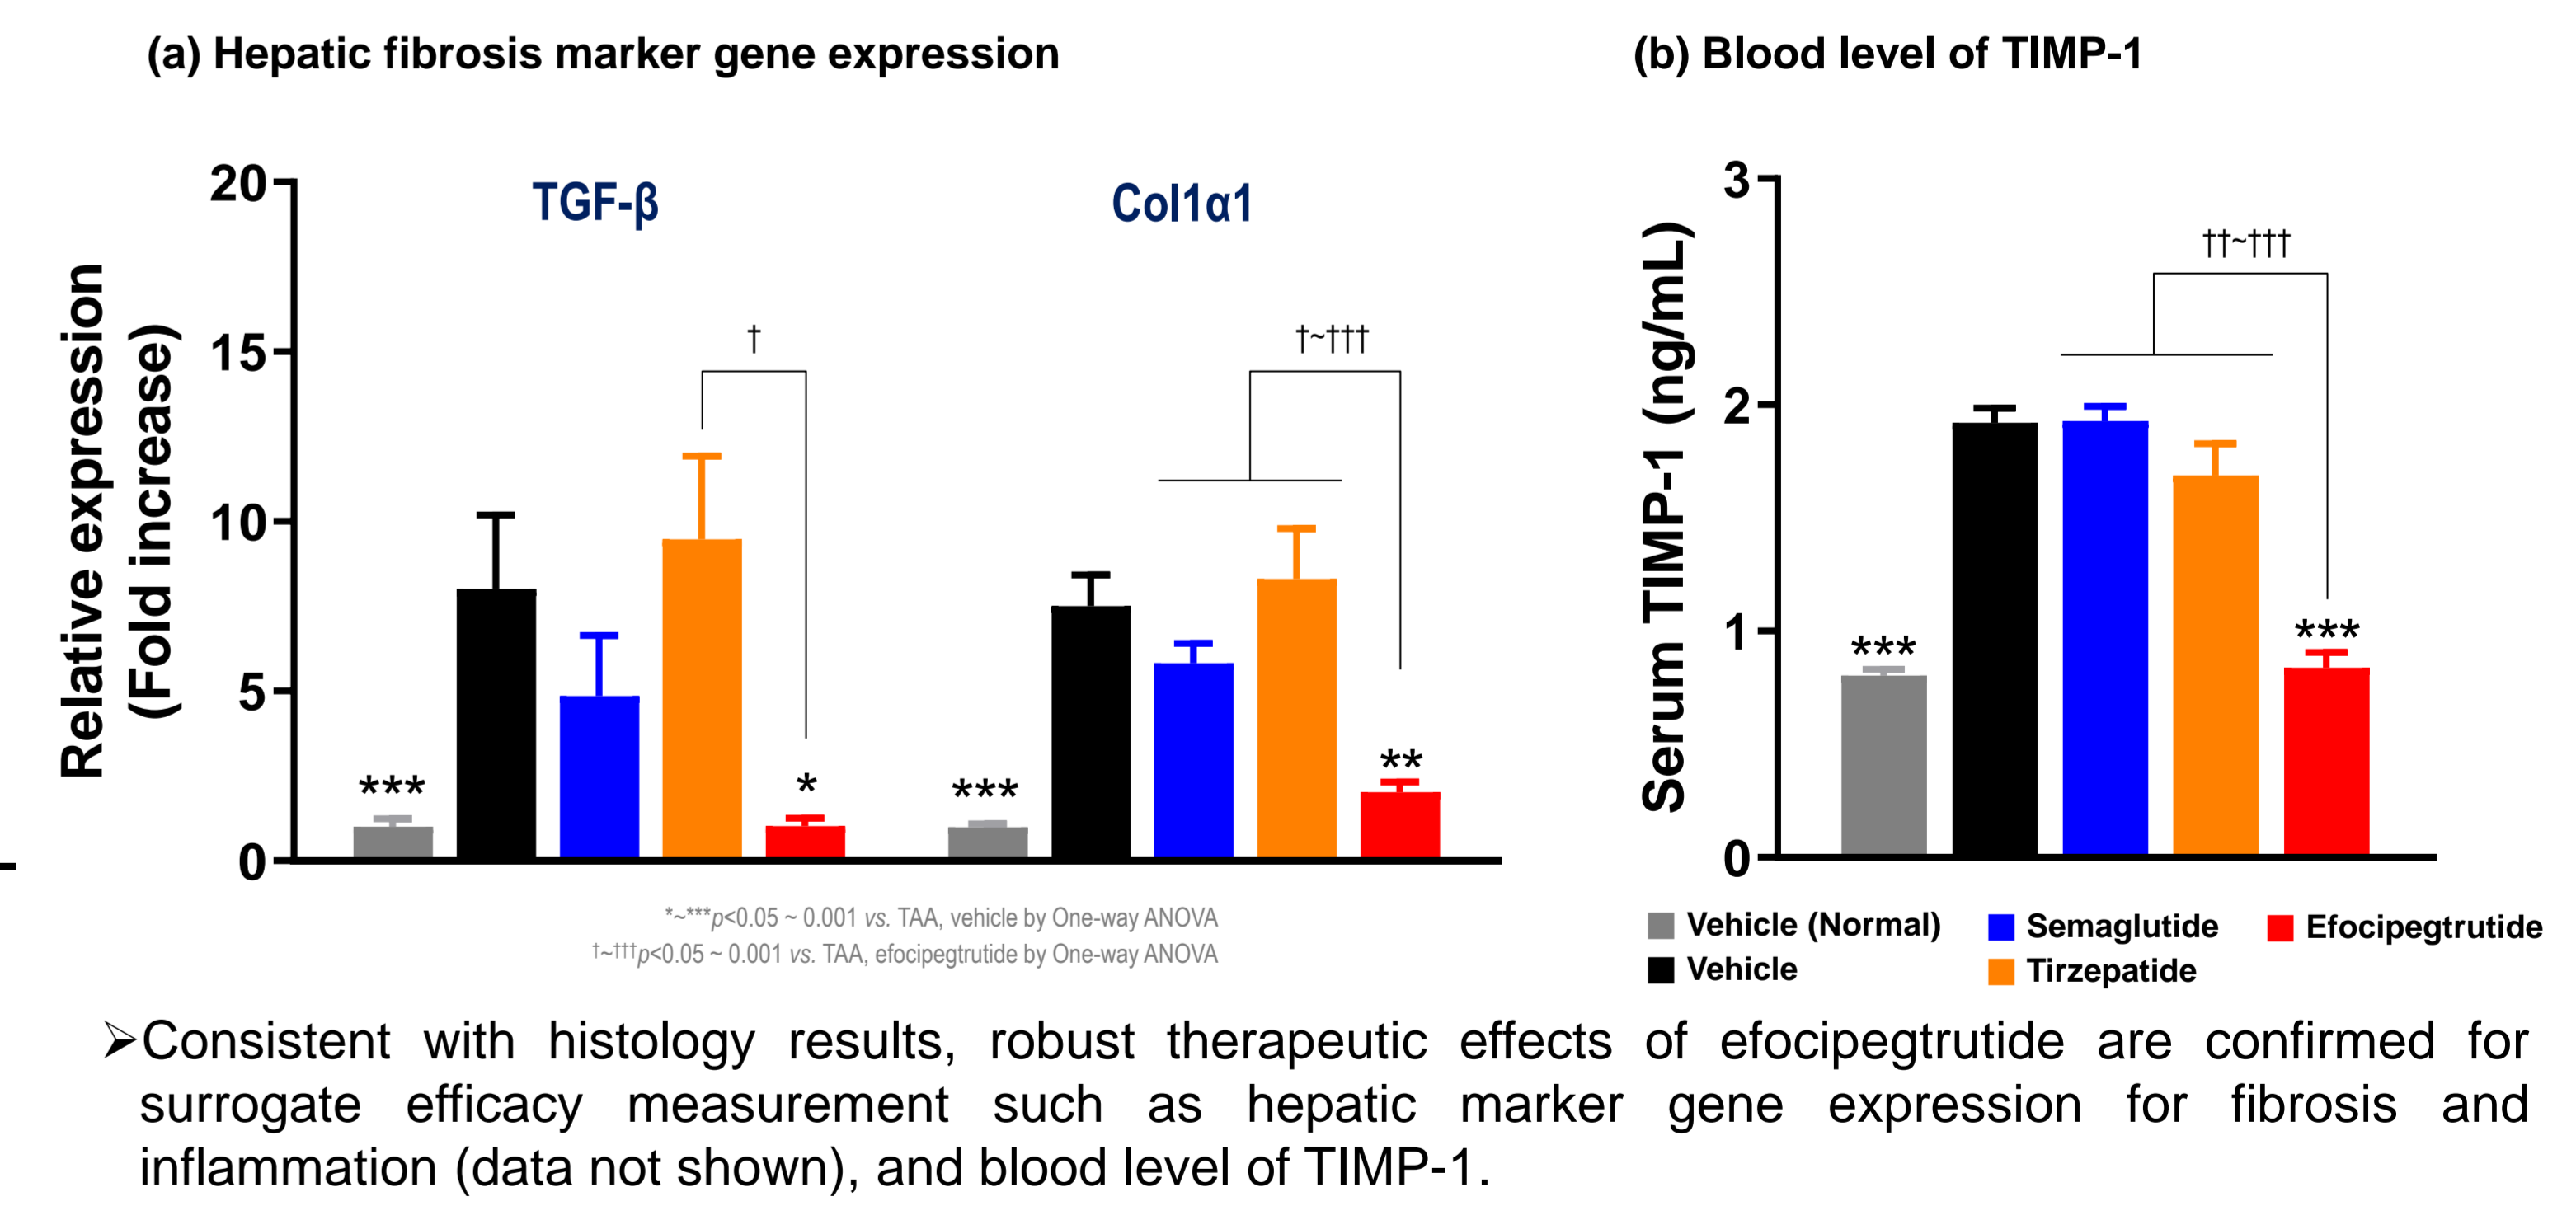 (a) Hepatic fibrosis marker gene expression
Relative expression
(Fold increase)
20
15
10
5
0
TGF-β
Col1α1
†
†~†††
***
*
***
**
*~***p<0.05 ~ 0.001 vs. TAA, vehicle by One-way ANOVA
†~†††p<0.05 ~ 0.001 vs. TAA, efocipegtrutide by One-way ANOVA
(b) Blood level of TIMP-1
Serum TIMP-1 (ng/mL)
3
2
1
0
††~†††
***
***
Vehicle (Normal)
Semaglutide
Efocipegtrutide
Vehicle
Tirzepatide
➢Consistent with histology results, robust therapeutic effects of efocipegtrutide are confirmed for
surrogate efficacy measurement such as hepatic marker gene expression for fibrosis and
inflammation (data not shown), and blood level of TIMP-1.